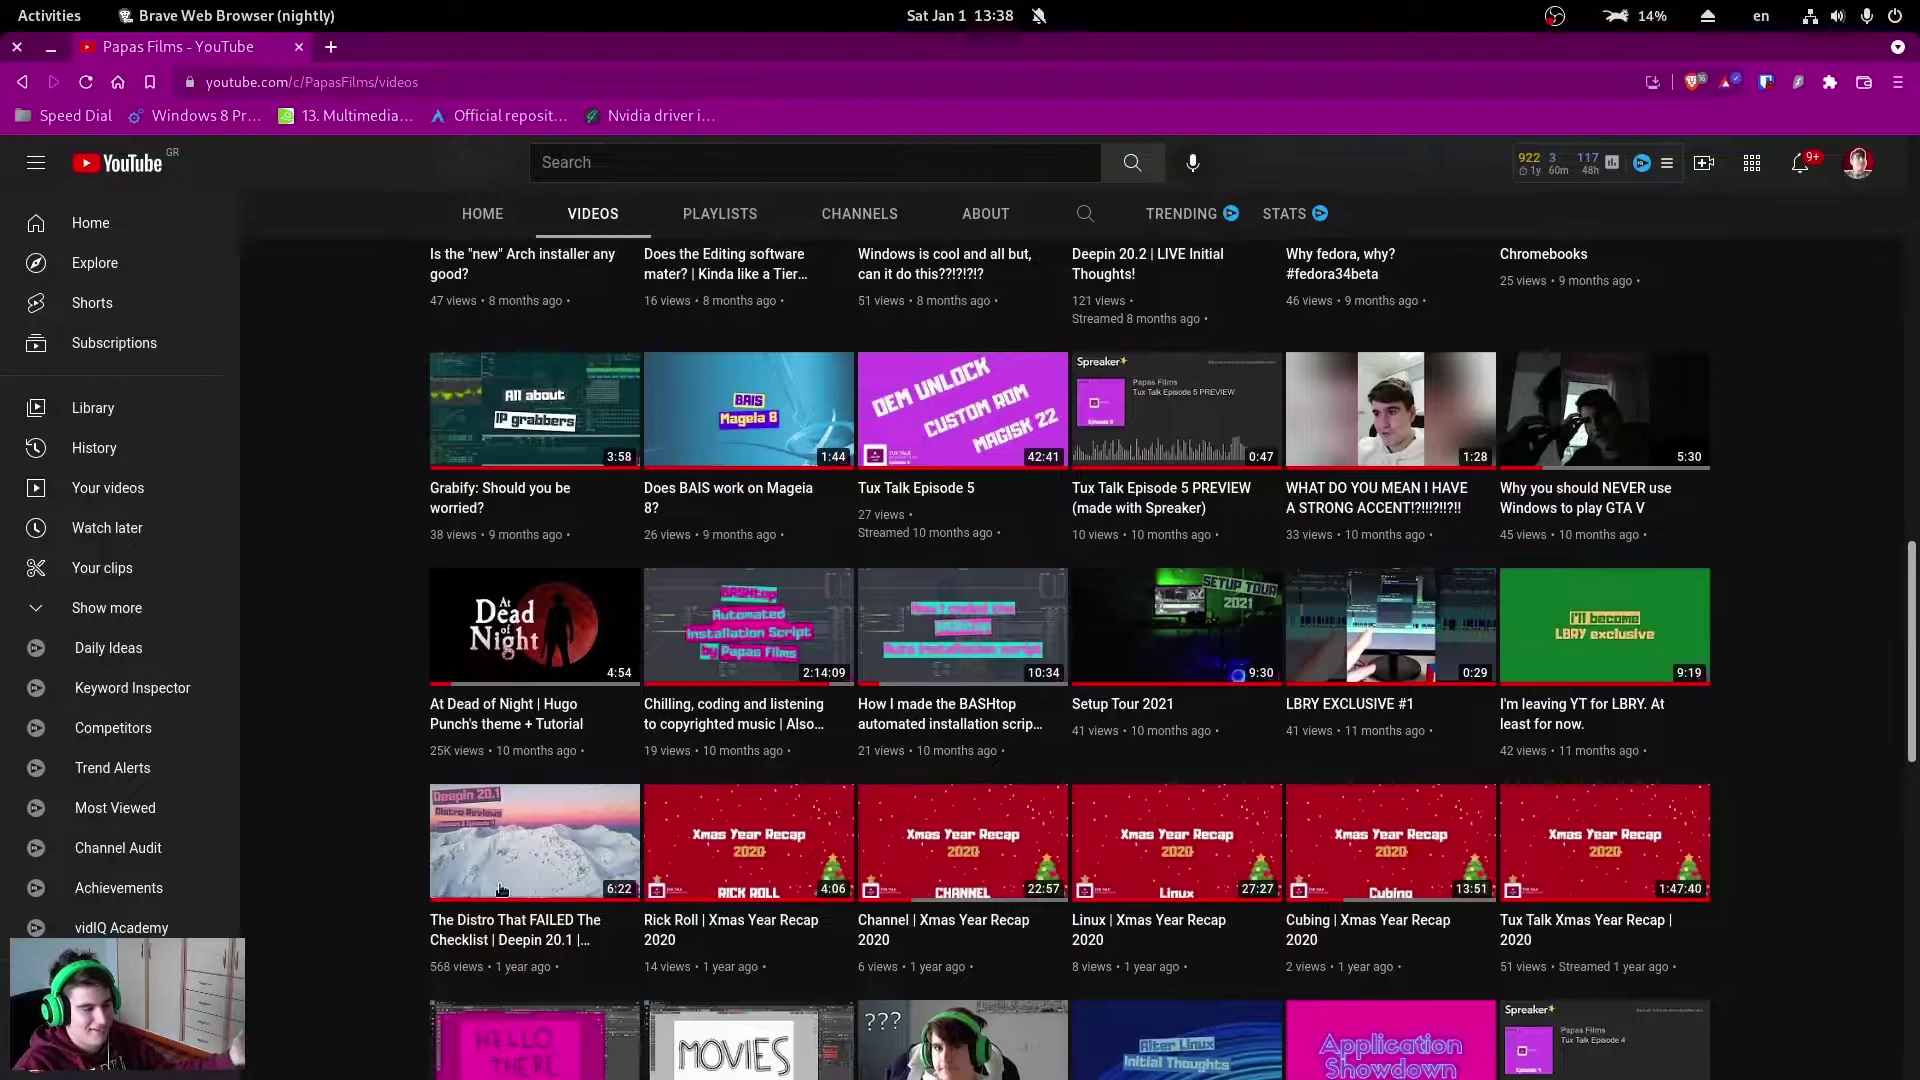 Activities
Brave Web Browser (nightly)
Sat Jan 1 13:38
14%
en
Papas Films - YouTube
youtube.com/c/PapasFilms/videos
Speed Dial
Windows 8 Pr...
13. Multimedia...
Official reposit...
Nvidia driver i...
YouTube
GR
Search
922 3 117
1y 60m 48h
9+
Home
Explore
Shorts
Subscriptions
Library
History
Your videos
Watch later
Your clips
Show more
Daily Ideas
Keyword Inspector
Competitors
Trend Alerts
Most Viewed
Channel Audit
Achievements
vidIQ Academy
HOME
VIDEOS
PLAYLISTS
CHANNELS
ABOUT
TRENDING
STATS
Is the "new" Arch installer any
good?
47 views • 8 months ago •
Does the Editing software
mater? | Kinda like a Tier...
16 views • 8 months ago •
Windows is cool and all but,
can it do this??!?!?!?
51 views • 8 months ago •
Deepin 20.2 | LIVE Initial
Thoughts!
121 views •
Streamed 8 months ago •
Why fedora, why?
#fedora34beta
46 views • 9 months ago •
Chromebooks
25 views • 9 months ago •
All about
IP grabbers
3:58
Grabify: Should you be
worried?
38 views • 9 months ago •
BAIS
Mageia 8
1:44
Does BAIS work on Mageia
8?
26 views • 9 months ago •
OEM UNLOCK
CUSTOM ROM
MAGISK 22
42:41
Tux Talk Episode 5
27 views •
Streamed 10 months ago •
Spreaker
Papas Films
Tux Talk Episode 5 PREVIEW
0:47
Tux Talk Episode 5 PREVIEW
(made with Spreaker)
10 views • 10 months ago •
1:28
WHAT DO YOU MEAN I HAVE
A STRONG ACCENT!?!!!?!!?!!
33 views • 10 months ago •
5:30
Why you should NEVER use
Windows to play GTA V
45 views • 10 months ago •
At
Dead
of
Night
4:54
At Dead of Night | Hugo
Punch's theme + Tutorial
25K views • 10 months ago •
BASHtop
Automated
Installation Script
by Papas Films
2:14:09
Chilling, coding and listening
to copyrighted music | Also...
19 views • 10 months ago •
How I coded the
BASHtop
Auto installation script
10:34
How I made the BASHtop
automated installation scrip...
21 views • 10 months ago •
SETUP TOUR
2021
9:30
Setup Tour 2021
41 views • 10 months ago •
0:29
LBRY EXCLUSIVE #1
41 views • 11 months ago •
I'll become
LBRY exclusive
9:19
I'm leaving YT for LBRY. At
least for now.
42 views • 11 months ago •
Deepin 20.1
Distro Reviews
6:22
The Distro That FAILED The
Checklist | Deepin 20.1 |...
568 views • 1 year ago •
Xmas Year Recap
2020
RICK ROLL
4:06
Rick Roll | Xmas Year Recap
2020
14 views • 1 year ago •
Xmas Year Recap
2020
CHANNEL
22:57
Channel | Xmas Year Recap
2020
6 views • 1 year ago •
Xmas Year Recap
2020
Linux
27:27
Linux | Xmas Year Recap
2020
8 views • 1 year ago •
Xmas Year Recap
2020
Cubing
13:51
Cubing | Xmas Year Recap
2020
2 views • 1 year ago •
Xmas Year Recap
2020
1:47:40
Tux Talk Xmas Year Recap |
2020
51 views • Streamed 1 year ago •
HELLO
THERE
MOVIES
???
Alter Linux
Initial Thoughts
Application
Showdown
Spreaker
Papas Films
Tux Talk Episode 4